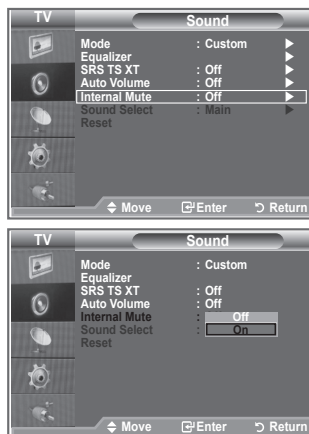 TV Sound
Mode : Custom
Equalizer
SRS TS XT : Off
Auto Volume : Off
Internal Mute : Off
Sound Select : Main
Reset
Move Enter Return
TV Sound
Mode : Custom
Equalizer
SRS TS XT : Off
Auto Volume : Off
Internal Mute : Off
Sound Select : On
Reset
Move Enter Return